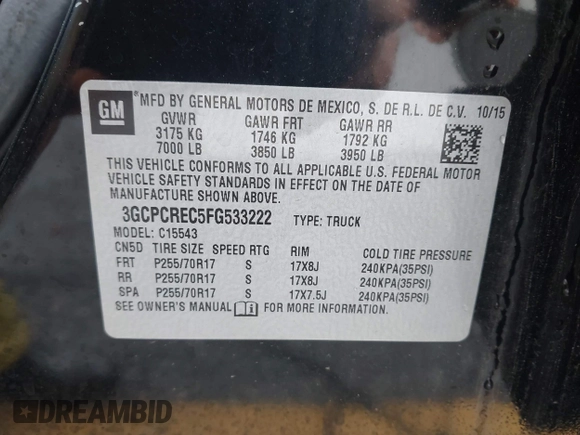 GM
MFD BY GENERAL MOTORS DE MEXICO, S. DE R.L. DE C.V. 10/15
GVWR GAWR FRT GAWR RR
3175 KG 1746 KG 1792 KG
7000 LB 3850 LB 3950 LB
THIS VEHICLE CONFORMS TO ALL APPLICABLE U.S. FEDERAL MOTOR
VEHICLE SAFETY STANDARDS IN EFFECT ON THE DATE OF
MANUFACTURE SHOWN ABOVE.
3GCPCREC5FG533222 TYPE: TRUCK
MODEL: C15543
CN5D TIRE SIZE SPEED RTG RIM COLD TIRE PRESSURE
FRT P255/70R17 S 17X8J 240KPA(35PSI)
RR P255/70R17 S 17X8J 240KPA(35PSI)
SPA P255/70R17 S 17X7.5J 240KPA(35PSI)
SEE OWNER'S MANUAL FOR MORE INFORMATION.
DREAMBID